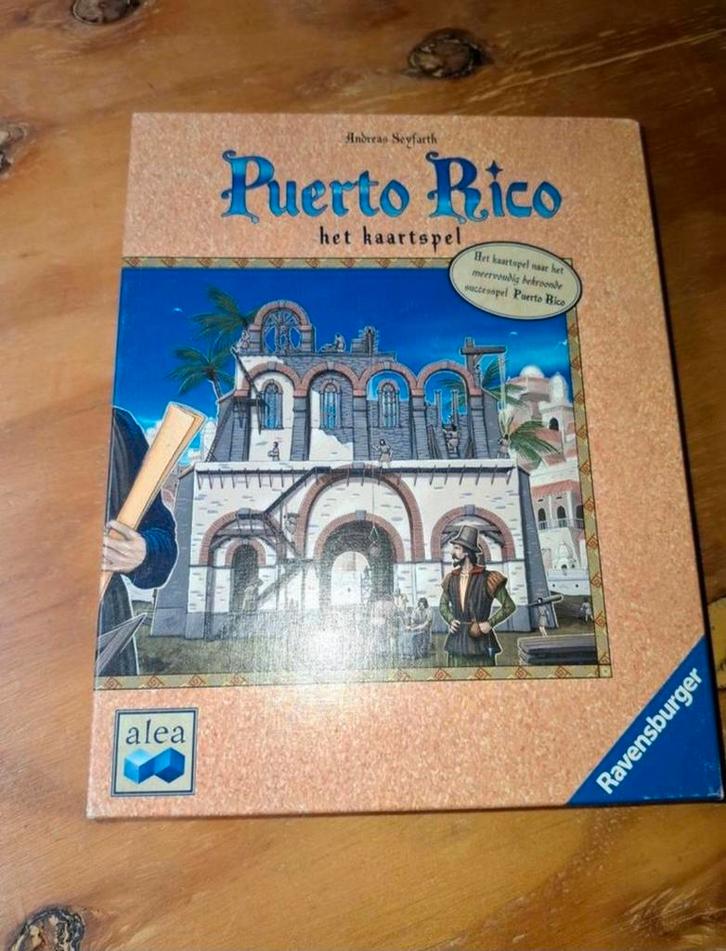 Andreas Seyfarth
Puerto Rico
het kaartspel
Het kaartspel naar het
meervoudig bekroonde
successpel Puerto Rico
alea
Ravensburger